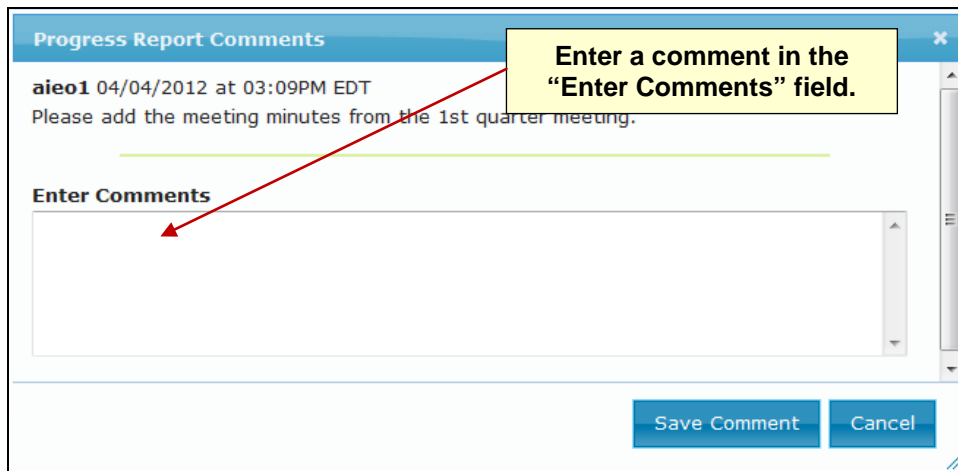 Progress Report Comments
Enter a comment in the
“Enter Comments” field.
aieo1 04/04/2012 at 03:09PM EDT
Please add the meeting minutes from the 1st quarter meeting.
Enter Comments
Save Comment
Cancel